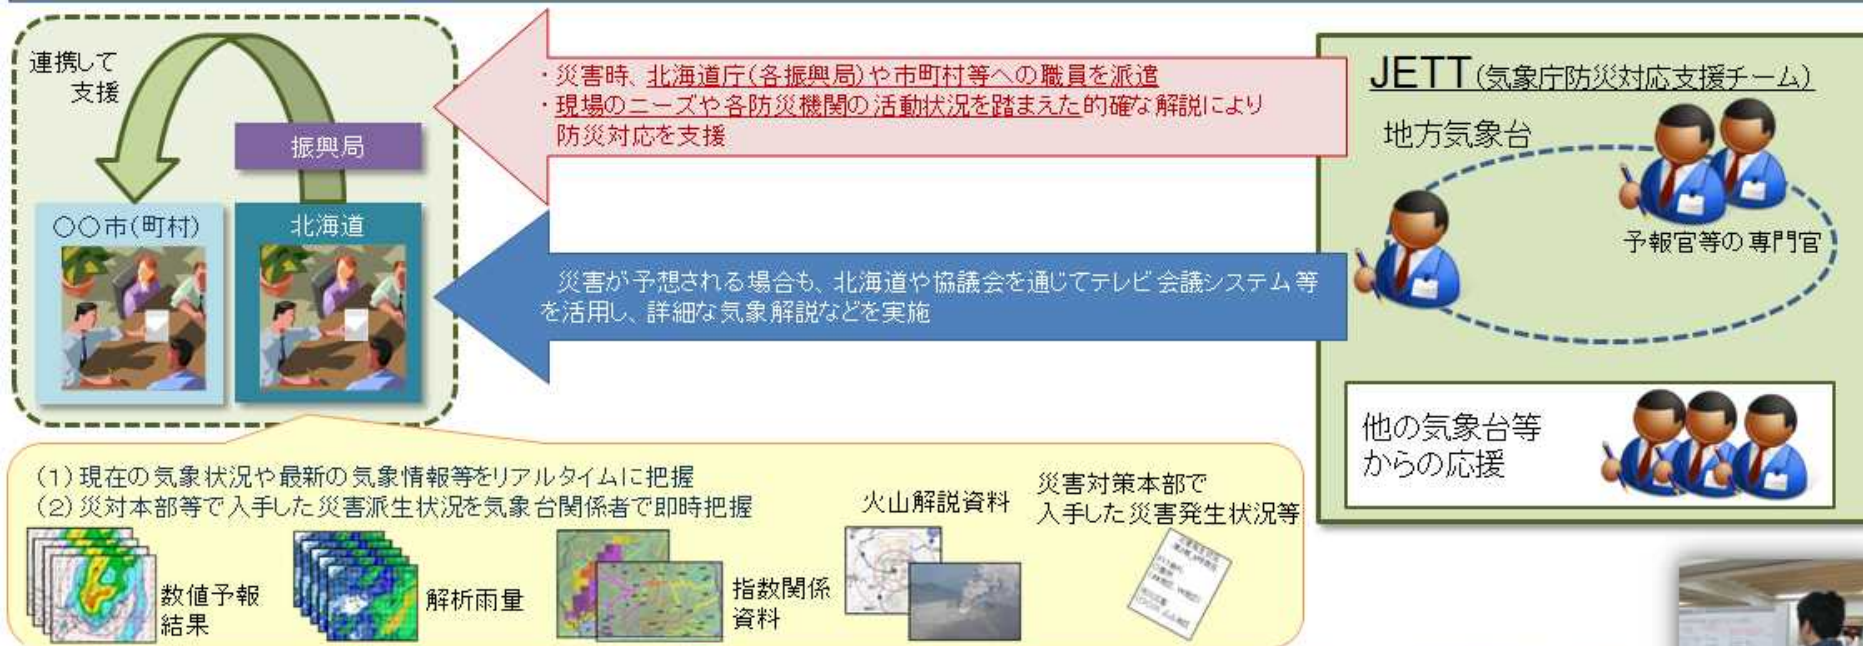 連携して
支援
振興局
〇〇市(町村)
北海道
・災害時、北海道庁(各振興局)や市町村等への職員を派遣
・現場のニーズや各防災機関の活動状況を踏まえた的確な解説により
防災対応を支援
災害が予想される場合も、北海道や協議会を通じてテレビ会議システム等
を活用し、詳細な気象解説などを実施
JETT(気象庁防災対応支援チーム)
地方気象台
予報官等の専門官
他の気象台等
からの応援
(1)現在の気象状況や最新の気象情報等をリアルタイムに把握
(2)災対本部等で入手した災害派生状況を気象台関係者で即時把握
数値予報
結果
解析雨量
指数関係
資料
火山解説資料
災害対策本部で
入手した災害発生状況等